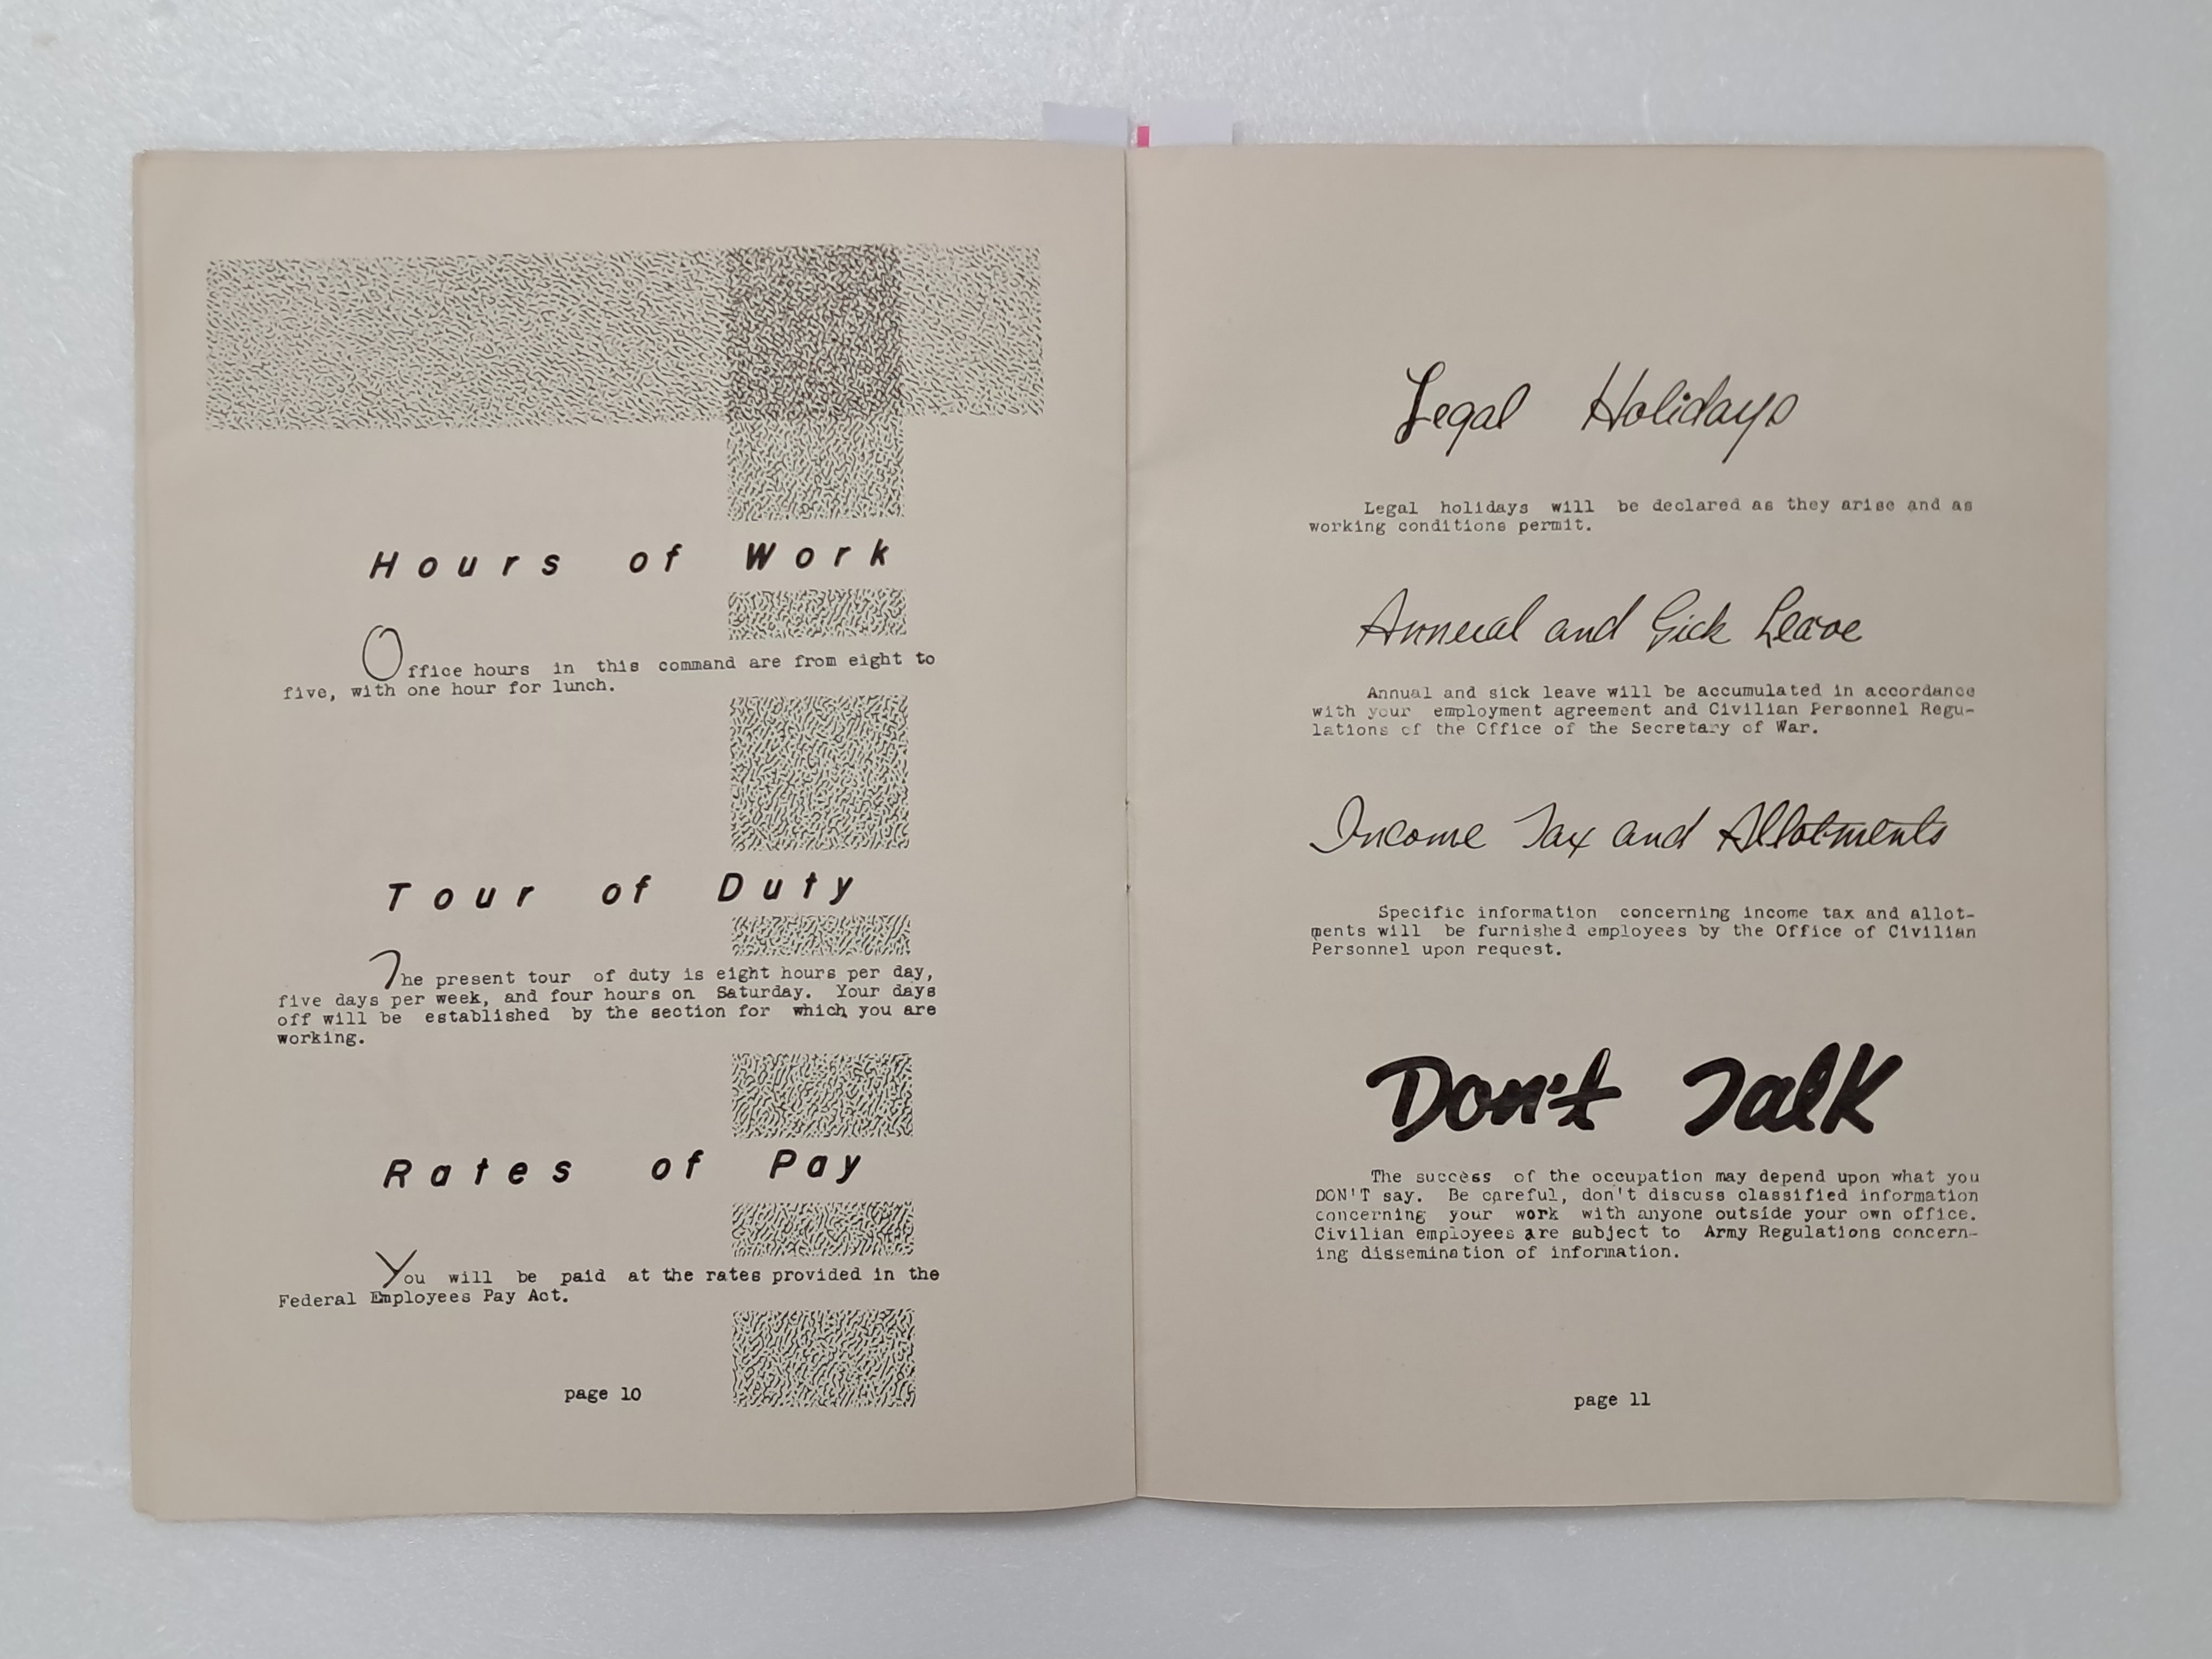 Hours of Work
Office hours in this command are from eight to
five, with one hour for lunch.
Tour of Duty
The present tour of duty is eight hours per day,
five days per week, and four hours on Saturday. Your days
off will be established by the section for which you are
working.
Rates of Pay
You will be paid at the rates provided in the
Federal Employees Pay Act.
page 10
Legal Holidays
Legal holidays will be declared as they arise and as
working conditions permit.
Annual and Sick Leave
Annual and sick leave will be accumulated in accordance
with your employment agreement and Civilian Personnel Regu-
lations of the Office of the Secretary of War.
Income Tax and Allotments
Specific information concerning income tax and allot-
ments will be furnished employees by the Office of Civilian
Personnel upon request.
Don't Talk
The success of the occupation may depend upon what you
DON'T say. Be careful, don't discuss classified information
concerning your work with anyone outside your own office.
Civilian employees are subject to Army Regulations concern-
ing dissemination of information.
page 11